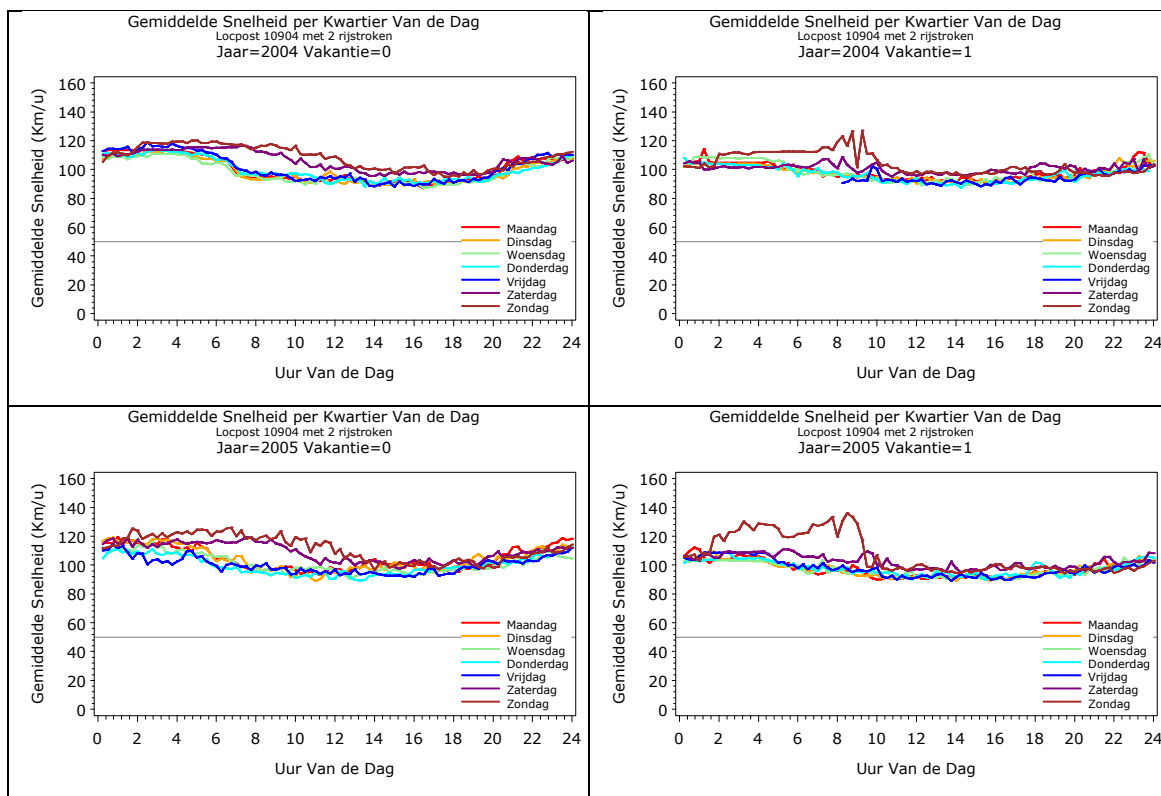 Gemiddelde Snelheid per Kwartier Van de Dag
Locpost 10904 met 2 rijstroken
Jaar=2004 Vakantie=0
Gemiddelde Snelheid (Km/u)
160
140
120
100
80
60
40
20
0
Maandag
Dinsdag
Woensdag
Donderdag
Vrijdag
Zaterdag
Zondag
0 2 4 6 8 10 12 14 16 18 20 22 24
Uur Van de Dag
Gemiddelde Snelheid per Kwartier Van de Dag
Locpost 10904 met 2 rijstroken
Jaar=2004 Vakantie=1
Gemiddelde Snelheid (Km/u)
160
140
120
100
80
60
40
20
0
Maandag
Dinsdag
Woensdag
Donderdag
Vrijdag
Zaterdag
Zondag
0 2 4 6 8 10 12 14 16 18 20 22 24
Uur Van de Dag
Gemiddelde Snelheid per Kwartier Van de Dag
Locpost 10904 met 2 rijstroken
Jaar=2005 Vakantie=0
Gemiddelde Snelheid (Km/u)
160
140
120
100
80
60
40
20
0
Maandag
Dinsdag
Woensdag
Donderdag
Vrijdag
Zaterdag
Zondag
0 2 4 6 8 10 12 14 16 18 20 22 24
Uur Van de Dag
Gemiddelde Snelheid per Kwartier Van de Dag
Locpost 10904 met 2 rijstroken
Jaar=2005 Vakantie=1
Gemiddelde Snelheid (Km/u)
160
140
120
100
80
60
40
20
0
Maandag
Dinsdag
Woensdag
Donderdag
Vrijdag
Zaterdag
Zondag
0 2 4 6 8 10 12 14 16 18 20 22 24
Uur Van de Dag